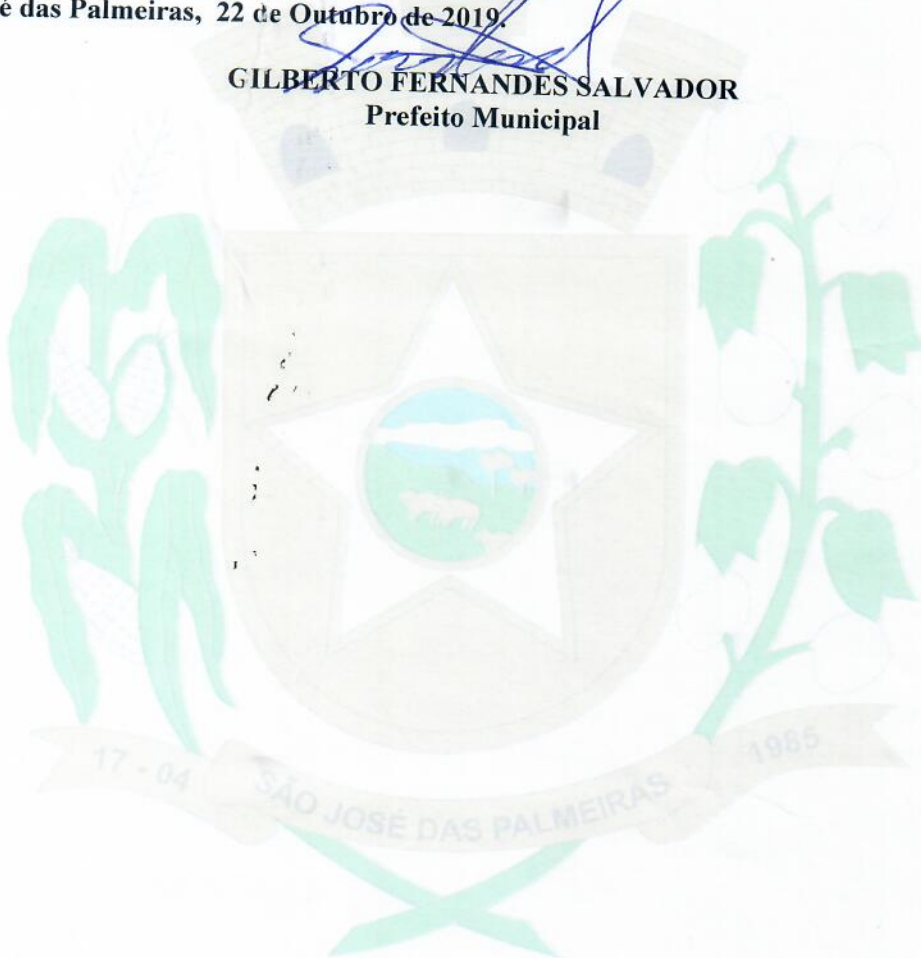 é das Palmeiras, 22 de Outubro de 2019.
GILBERTO FERNANDES SALVADOR
Prefeito Municipal
17 - 04
SÃO JOSÉ DAS PALMEIRAS
1985